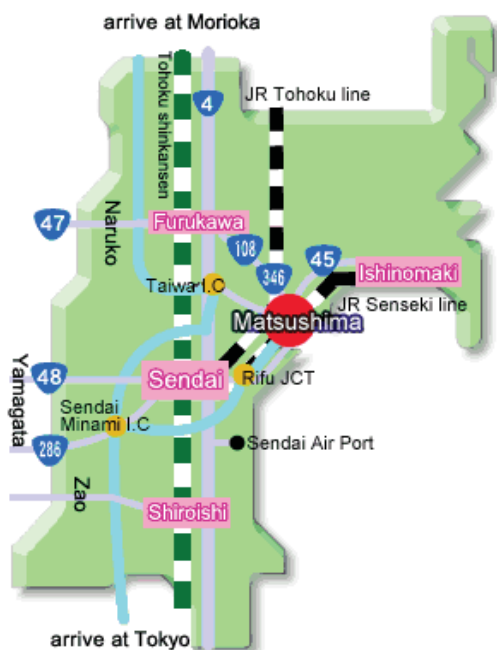 arrive at Morioka
Tohoku shinkansen
4
JR Tohoku line
47
Naruko
Furukawa
108
346
45
Ishinomaki
Taiwa I.C
JR Senseki line
Matsushima
48
Sendai
Rifu JCT
Yamagata
Sendai
Minami I.C
286
Sendai Air Port
Zao
Shiroishi
arrive at Tokyo